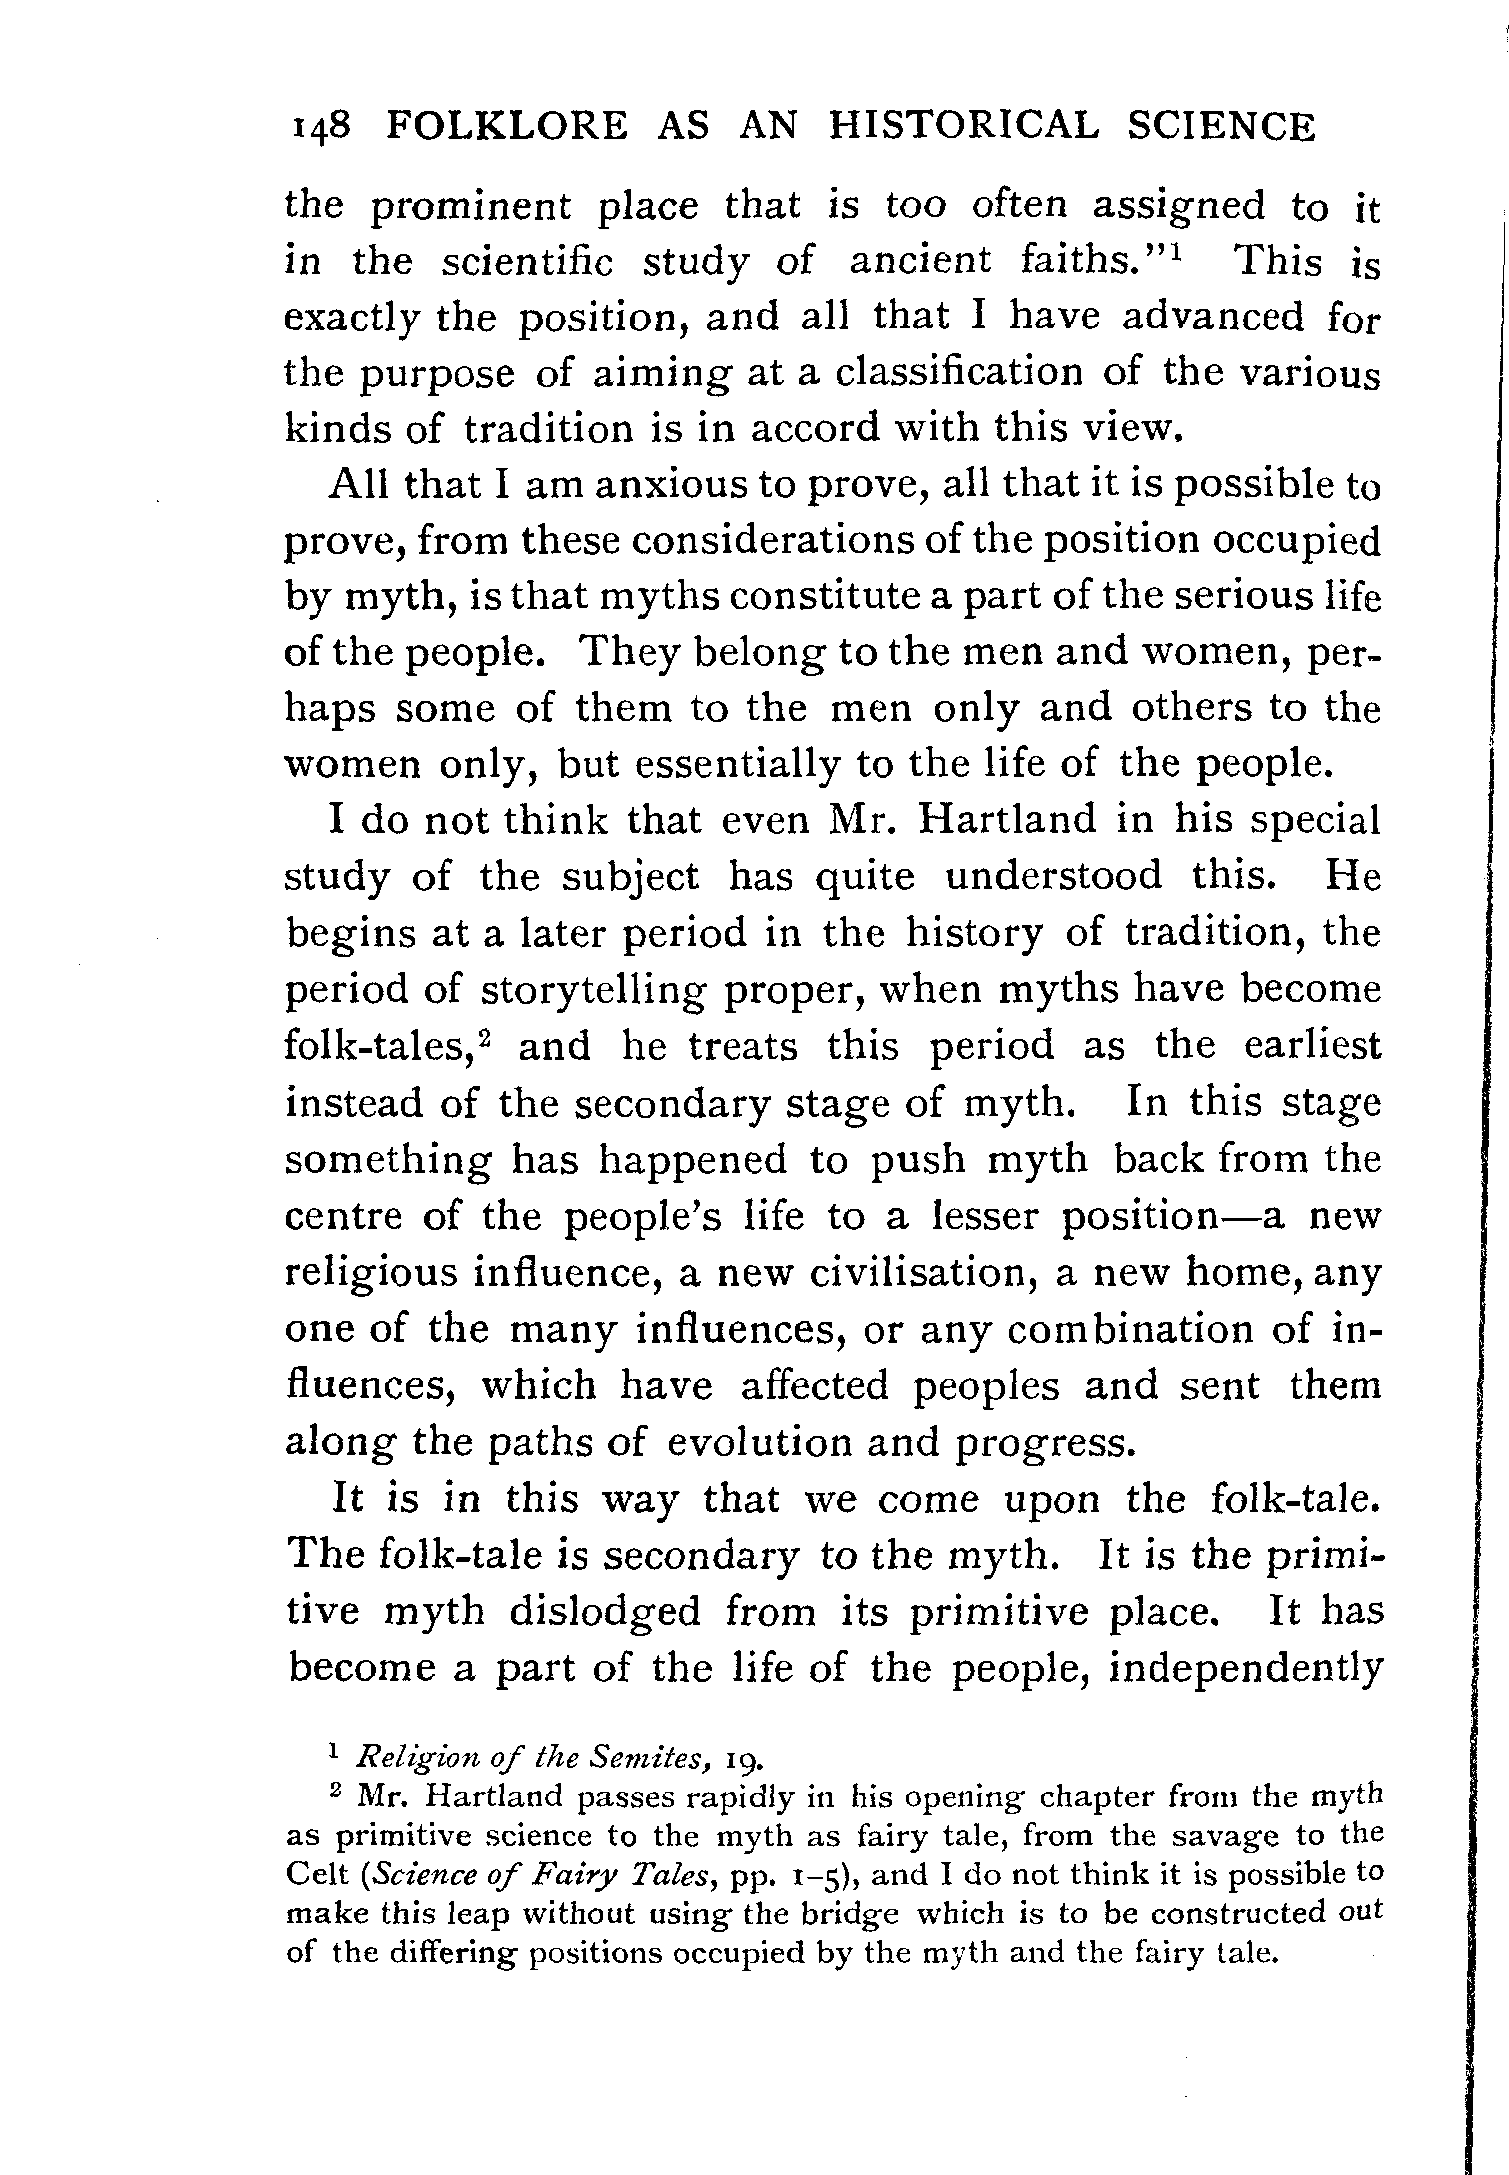 148 FOLKLORE AS AN HISTORICAL SCIENCE
the prominent place that is too often assigned to it
in the scientific study of ancient faiths."¹ This is
exactly the position, and all that I have advanced for
the purpose of aiming at a classification of the various
kinds of tradition is in accord with this view.
All that I am anxious to prove, all that it is possible to
prove, from these considerations of the position occupied
by myth, is that myths constitute a part of the serious life
of the people. They belong to the men and women, per-
haps some of them to the men only and others to the
women only, but essentially to the life of the people.
I do not think that even Mr. Hartland in his special
study of the subject has quite understood this. He
begins at a later period in the history of tradition, the
period of storytelling proper, when myths have become
folk-tales,² and he treats this period as the earliest
instead of the secondary stage of myth. In this stage
something has happened to push myth back from the
centre of the people's life to a lesser position—a new
religious influence, a new civilisation, a new home, any
one of the many influences, or any combination of in-
fluences, which have affected peoples and sent them
along the paths of evolution and progress.
It is in this way that we come upon the folk-tale.
The folk-tale is secondary to the myth. It is the primi-
tive myth dislodged from its primitive place. It has
become a part of the life of the people, independently
¹ Religion of the Semites, 19.
² Mr. Hartland passes rapidly in his opening chapter from the myth
as primitive science to the myth as fairy tale, from the savage to the
Celt (Science of Fairy Tales, pp. 1–5), and I do not think it is possible to
make this leap without using the bridge which is to be constructed out
of the differing positions occupied by the myth and the fairy tale.